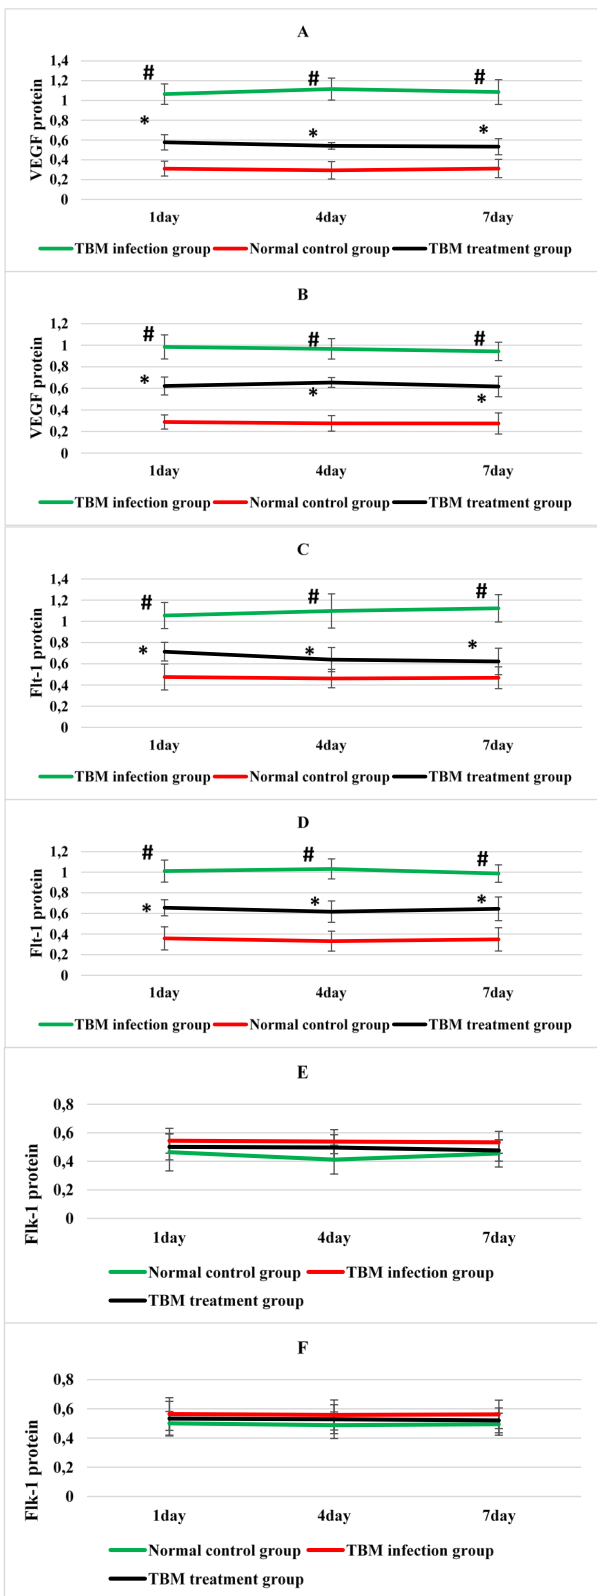 A
VEGF protein
1,4
1,2
1
0,8
0,6
0,4
0,2
0
# # #
* * *
1day 4day 7day
TBM infection group Normal control group TBM treatment group
B
VEGF protein
1,2
1
0,8
0,6
0,4
0,2
0
# # #
* * *
1day 4day 7day
TBM infection group Normal control group TBM treatment group
C
Flt-1 protein
1,4
1,2
1
0,8
0,6
0,4
0,2
0
# # #
* * *
1day 4day 7day
TBM infection group Normal control group TBM treatment group
D
Flt-1 protein
1,2
1
0,8
0,6
0,4
0,2
0
# # #
* * *
1day 4day 7day
TBM infection group Normal control group TBM treatment group
E
Flk-1 protein
0,8
0,6
0,4
0,2
0
1day 4day 7day
Normal control group TBM infection group
TBM treatment group
F
Flk-1 protein
0,8
0,6
0,4
0,2
0
1day 4day 7day
Normal control group TBM infection group
TBM treatment group